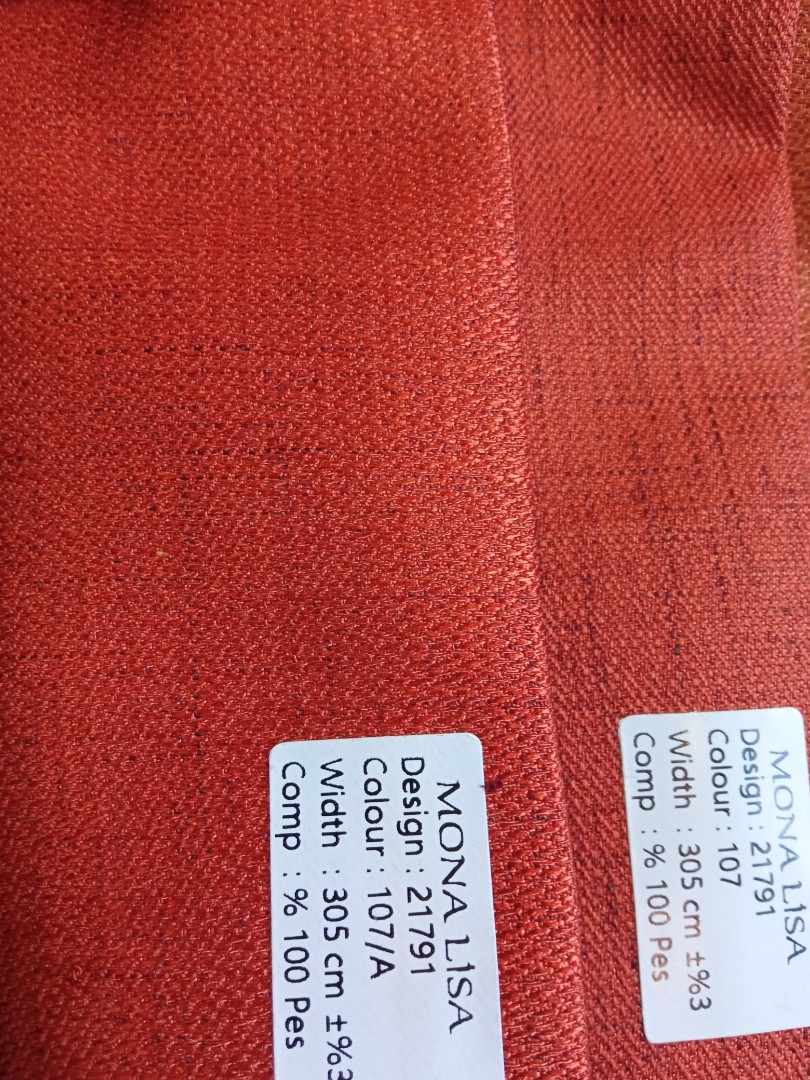 MONA LISA
Design : 21791
Colour : 107/A
Width : 305 cm ±%3
Comp : % 100 Pes
MONA LISA
Design : 21791
Colour : 107
Width : 305 cm ±%3
Comp : % 100 Pes